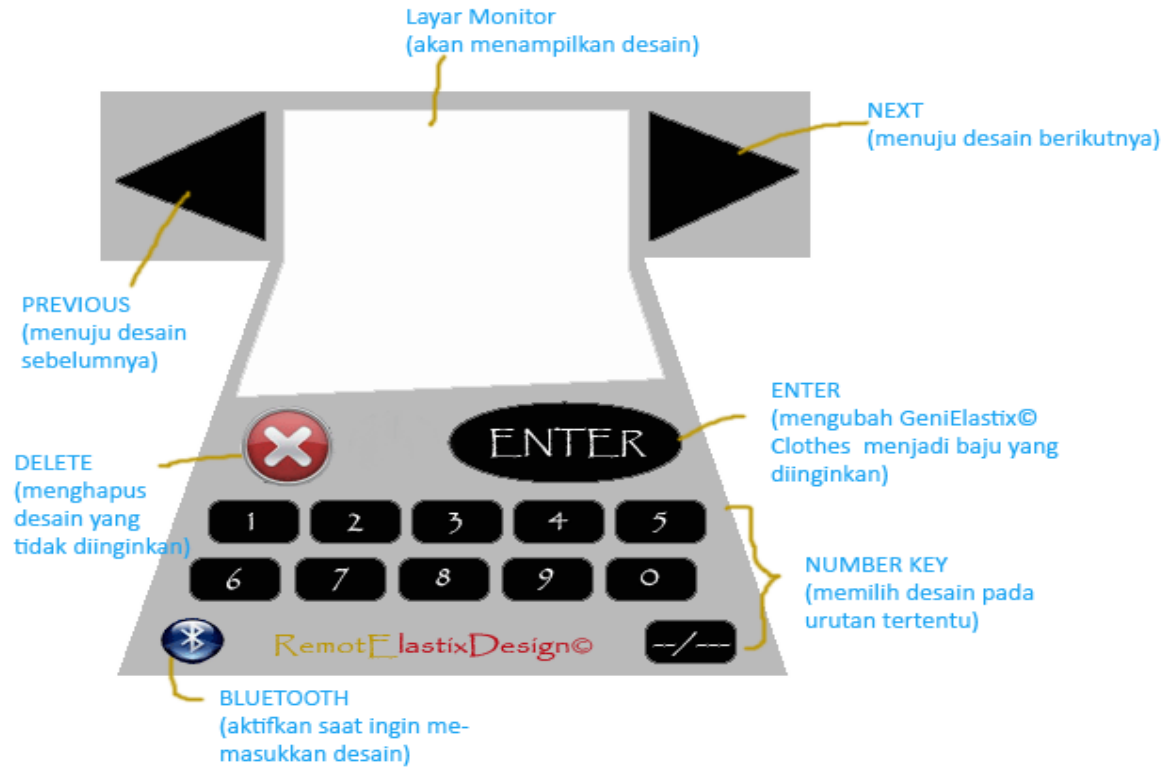 Layar Monitor
(akan menampilkan desain)
NEXT
(menuju desain berikutnya)
PREVIOUS
(menuju desain
sebelumnya)
ENTER
(mengubah GeniElastix©
Clothes menjadi baju yang
diinginkan)
ENTER
DELETE
(menghapus
desain yang
tidak diinginkan)
1 2 3 4 5
6 7 8 9 0
NUMBER KEY
(memilih desain pada
urutan tertentu)
RemotElastixDesign©
--/---
BLUETOOTH
(aktifkan saat ingin me-
masukkan desain)